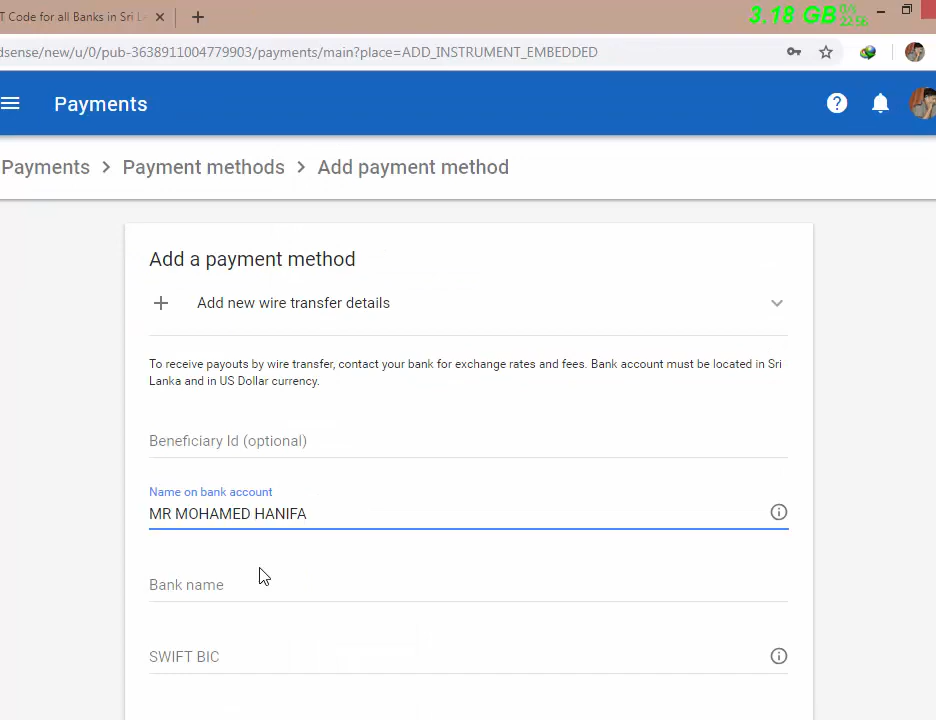 T Code for all Banks in Sri L
3.18 GB
22:56
dsense/new/u/0/pub-3638911004779903/payments/main?place=ADD_INSTRUMENT_EMBEDDED
Payments
Payments > Payment methods > Add payment method
Add a payment method
Add new wire transfer details
To receive payouts by wire transfer, contact your bank for exchange rates and fees. Bank account must be located in Sri
Lanka and in US Dollar currency.
Beneficiary Id (optional)
Name on bank account
MR MOHAMED HANIFA
Bank name
SWIFT BIC